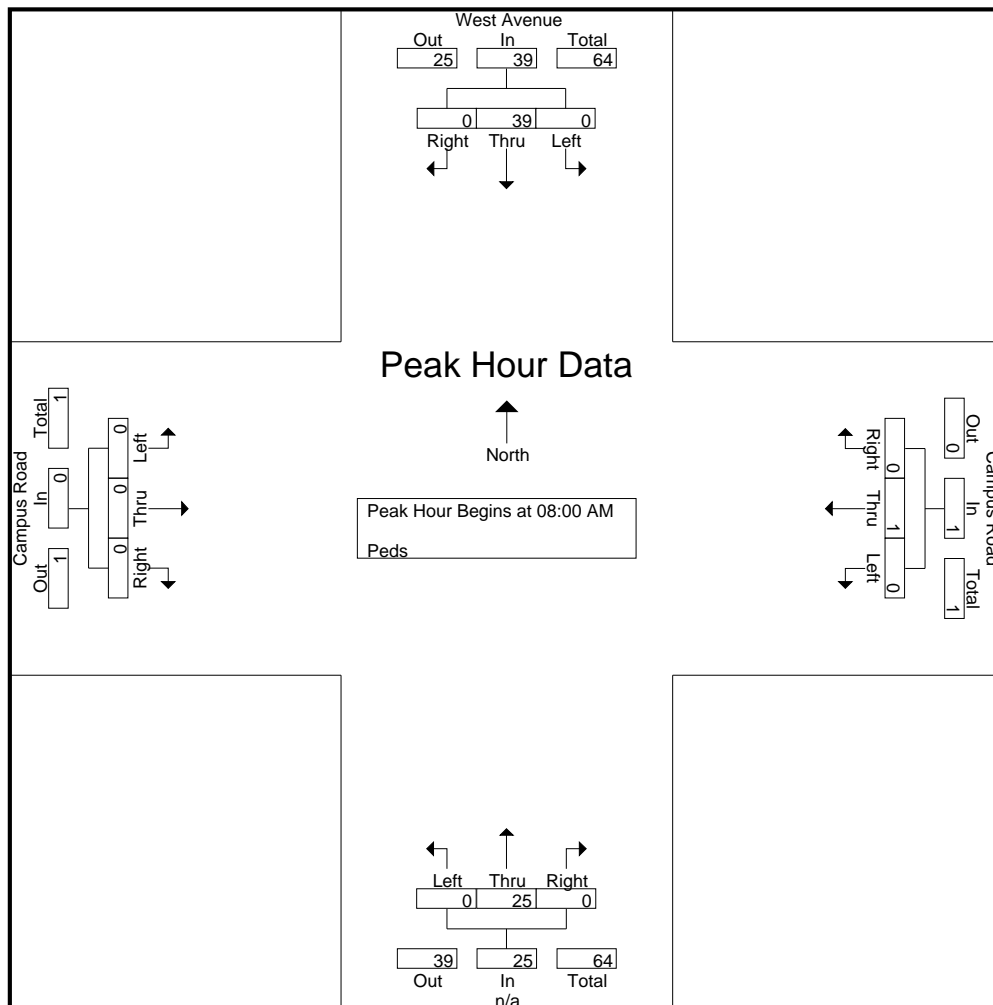 West Avenue
Out In Total
25 39 64
0 39 0
Right Thru Left
Peak Hour Data
North
Peak Hour Begins at 08:00 AM
Peds
Campus Road
Total In Out
1 0 1
0 0 0
Left Thru Right
Campus Road
Out In Total
0 1 1
0 1 0
Right Thru Left
Left Thru Right
0 25 0
39 25 64
Out In Total
n/a